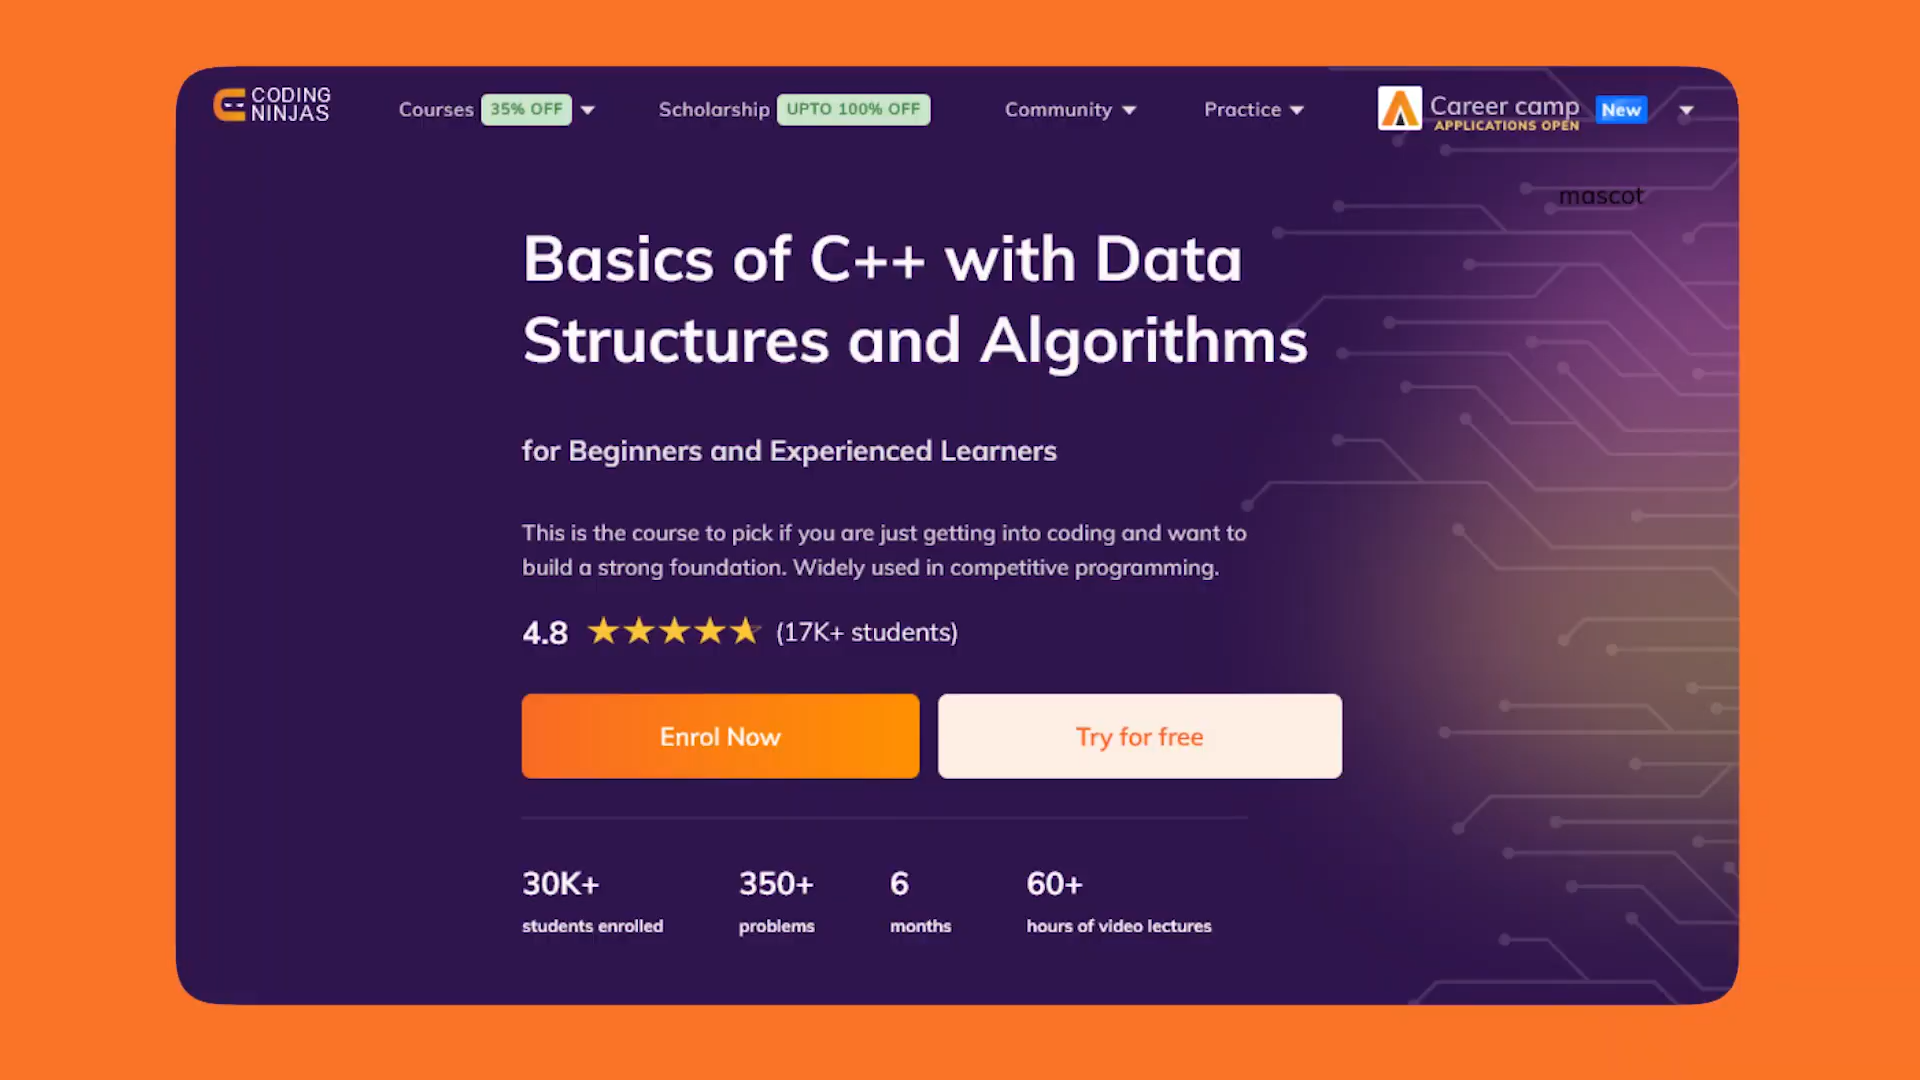 CODING
NINJAS
Courses 35% OFF
Scholarship UPTO 100% OFF
Community
Practice
Career camp
APPLICATIONS OPEN
New
mascot
Basics of C++ with Data
Structures and Algorithms
for Beginners and Experienced Learners
This is the course to pick if you are just getting into coding and want to
build a strong foundation. Widely used in competitive programming.
4.8 (17K+ students)
Enrol Now
Try for free
30K+
students enrolled
350+
problems
6
months
60+
hours of video lectures